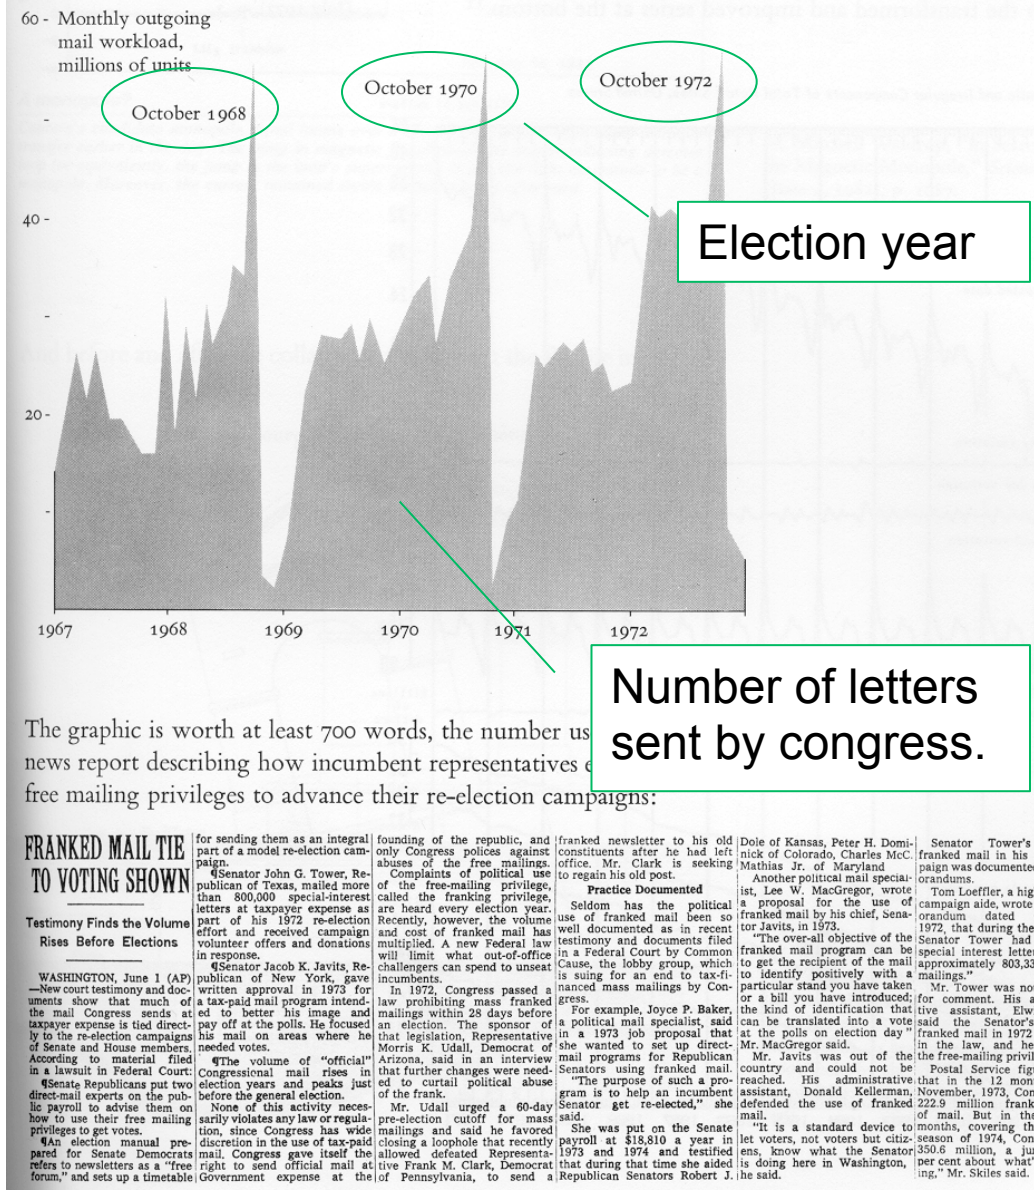 60 - Monthly outgoing
mail workload,
millions of units
October 1968
October 1970
October 1972
40 -
20 -
1967 1968 1969 1970 1971 1972
Election year
Number of letters
sent by congress.
The graphic is worth at least 700 words, the number us
news report describing how incumbent representatives e
free mailing privileges to advance their re-election campaigns:
FRANKED MAIL TIE
TO VOTING SHOWN
Testimony Finds the Volume
Rises Before Elections
WASHINGTON, June 1 (AP)
—New court testimony and doc-
uments show that much of
the mail Congress sends at
taxpayer expense is tied direct-
ly to the re-election campaigns
of Senate and House members.
According to material filed
in a lawsuit in Federal Court:
¶Senate Republicans put two
direct-mail experts on the pub-
lic payroll to advise them on
how to use their free mailing
privileges to get votes.
¶An election manual pre-
pared for Senate Democrats
refers to newsletters as a "free
forum," and sets up a timetable
for sending them as an integral
part of a model re-election cam-
paign.
¶Senator John G. Tower, Re-
publican of Texas, mailed more
than 800,000 special-interest
letters at taxpayer expense as
part of his 1972 re-election
effort and received campaign
volunteer offers and donations
in response.
¶Senator Jacob K. Javits, Re-
publican of New York, gave
written approval in 1973 for
a tax-paid mail program intend-
ed to better his image and
pay off at the polls. He focused
his mail on areas where he
needed votes.
¶The volume of "official"
Congressional mail rises in
election years and peaks just
before the general election.
None of this activity neces-
sarily violates any law or regula-
tion, since Congress has wide
discretion in the use of tax-paid
mail. Congress gave itself the
right to send official mail at
Government expense at the
founding of the republic, and
only Congress polices against
abuses of the free mailings.
Complaints of political use
of the free-mailing privilege,
called the franking privilege,
are heard every election year.
Recently, however, the volume
and cost of franked mail has
multiplied. A new Federal law
will limit what out-of-office
challengers can spend to unseat
incumbents.
In 1972, Congress passed a
law prohibiting mass franked
mailings within 28 days before
an election. The sponsor of
that legislation, Representative
Morris K. Udall, Democrat of
Arizona, said in an interview
that further changes were need-
ed to curtail political abuse
of the frank.
Mr. Udall urged a 60-day
pre-election cutoff for mass
mailings and said he favored
closing a loophole that recently
allowed defeated Representa-
tive Frank M. Clark, Democrat
of Pennsylvania, to send a
franked newsletter to his old
constituents after he had left
office. Mr. Clark is seeking
to regain his old post.
Practice Documented
Seldom has the political
use of franked mail been so
well documented as in recent
testimony and documents filed
in a Federal Court by Common
Cause, the lobby group, which
is suing for an end to tax-fi-
nanced mass mailings by Con-
gress.
For example, Joyce P. Baker,
a political mail specialist, said
in a 1973 job proposal that
she wanted to set up direct-
mail programs for Republican
Senators using franked mail.
"The purpose of such a pro-
gram is to help an incumbent
Senator get re-elected," she
said.
She was put on the Senate
payroll at $18,810 a year in
1973 and 1974 and testified
that during that time she aided
Republican Senators Robert J.
Dole of Kansas, Peter H. Domi-
nick of Colorado, Charles McC.
Mathias Jr. of Maryland
Another political mail special-
ist, Lee W. MacGregor, wrote
a proposal for the use of
franked mail by his chief, Sena-
tor Javits, in 1973.
"The over-all objective of the
franked mail program can be
to get the recipient of the mail
to identify positively with a
particular stand you have taken
or a bill you have introduced;
the kind of identification that
can be translated into a vote
at the polls on election day"
Mr. MacGregor said.
Mr. Javits was out of the
country and could not be
reached. His administrative
assistant, Donald Kellerman,
defended the use of franked
mail.
"It is a standard device to
let voters, not voters but citiz-
ens, know what the Senator
is doing here in Washington,
he said.
Senator Tower's
franked mail in his
paign was documente
orandums.
Tom Loeffler, a hig
campaign aide, wrote
orandum dated
1972, that during the
Senator Tower had
special interest letter
approximately 803,33
mailings."
Mr. Tower was no
for comment. His a
tive assistant, Elw
said the Senator's
franked mail in 1972
in the law, and he
the free-mailing privi
Postal Service figu
that in the 12 mon
November, 1973, Con
222.9 million frank
of mail. But in the
months, covering th
season of 1974, Con
350.6 million, a ju
per cent about what'
ing," Mr. Skiles said.